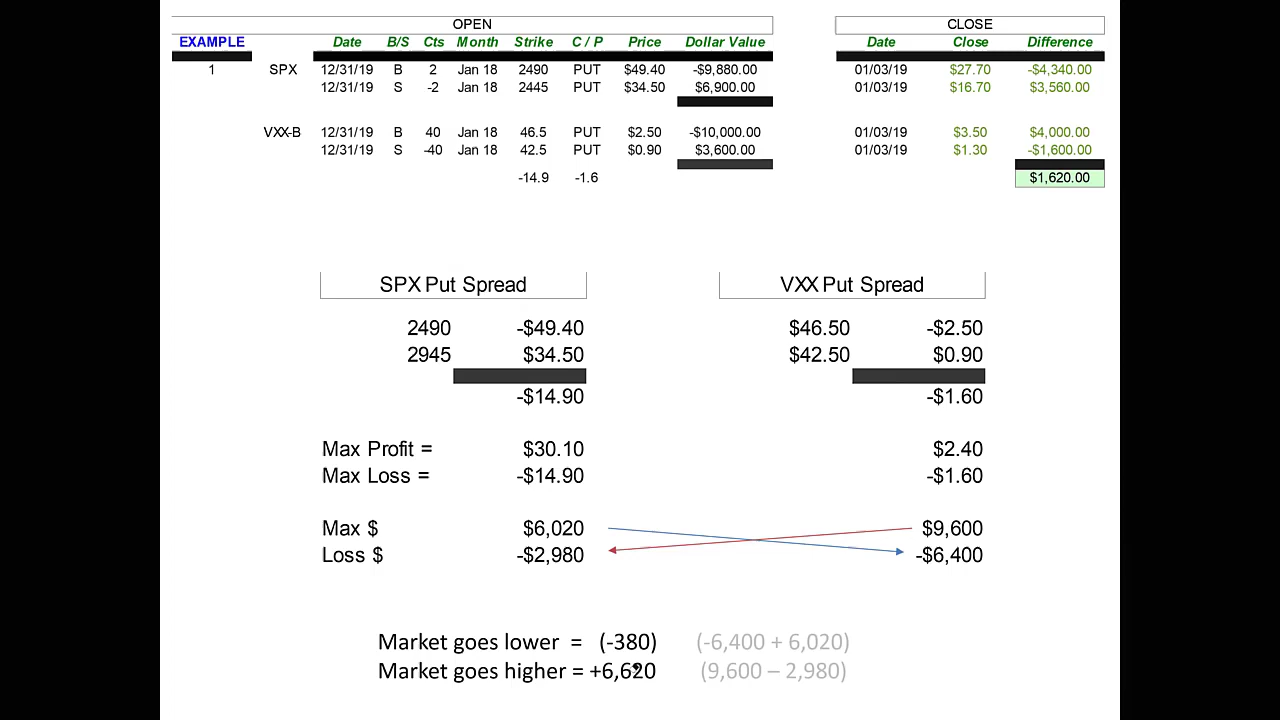 OPEN CLOSE
EXAMPLE Date B/S Cts Month Strike C / P Price Dollar Value Date Close Difference
1 SPX 12/31/19 B 2 Jan 18 2490 PUT $49.40 -$9,880.00 01/03/19 $27.70 -$4,340.00
12/31/19 S -2 Jan 18 2445 PUT $34.50 $6,900.00 01/03/19 $16.70 $3,560.00
VXX-B 12/31/19 B 40 Jan 18 46.5 PUT $2.50 -$10,000.00 01/03/19 $3.50 $4,000.00
12/31/19 S -40 Jan 18 42.5 PUT $0.90 $3,600.00 01/03/19 $1.30 -$1,600.00
-14.9 -1.6 $1,620.00
SPX Put Spread VXX Put Spread
2490 -$49.40 $46.50 -$2.50
2945 $34.50 $42.50 $0.90
-$14.90 -$1.60
Max Profit = $30.10 $2.40
Max Loss = -$14.90 -$1.60
Max $ $6,020 $9,600
Loss $ -$2,980 -$6,400
Market goes lower = (-380) (-6,400 + 6,020)
Market goes higher = +6,620 (9,600 – 2,980)